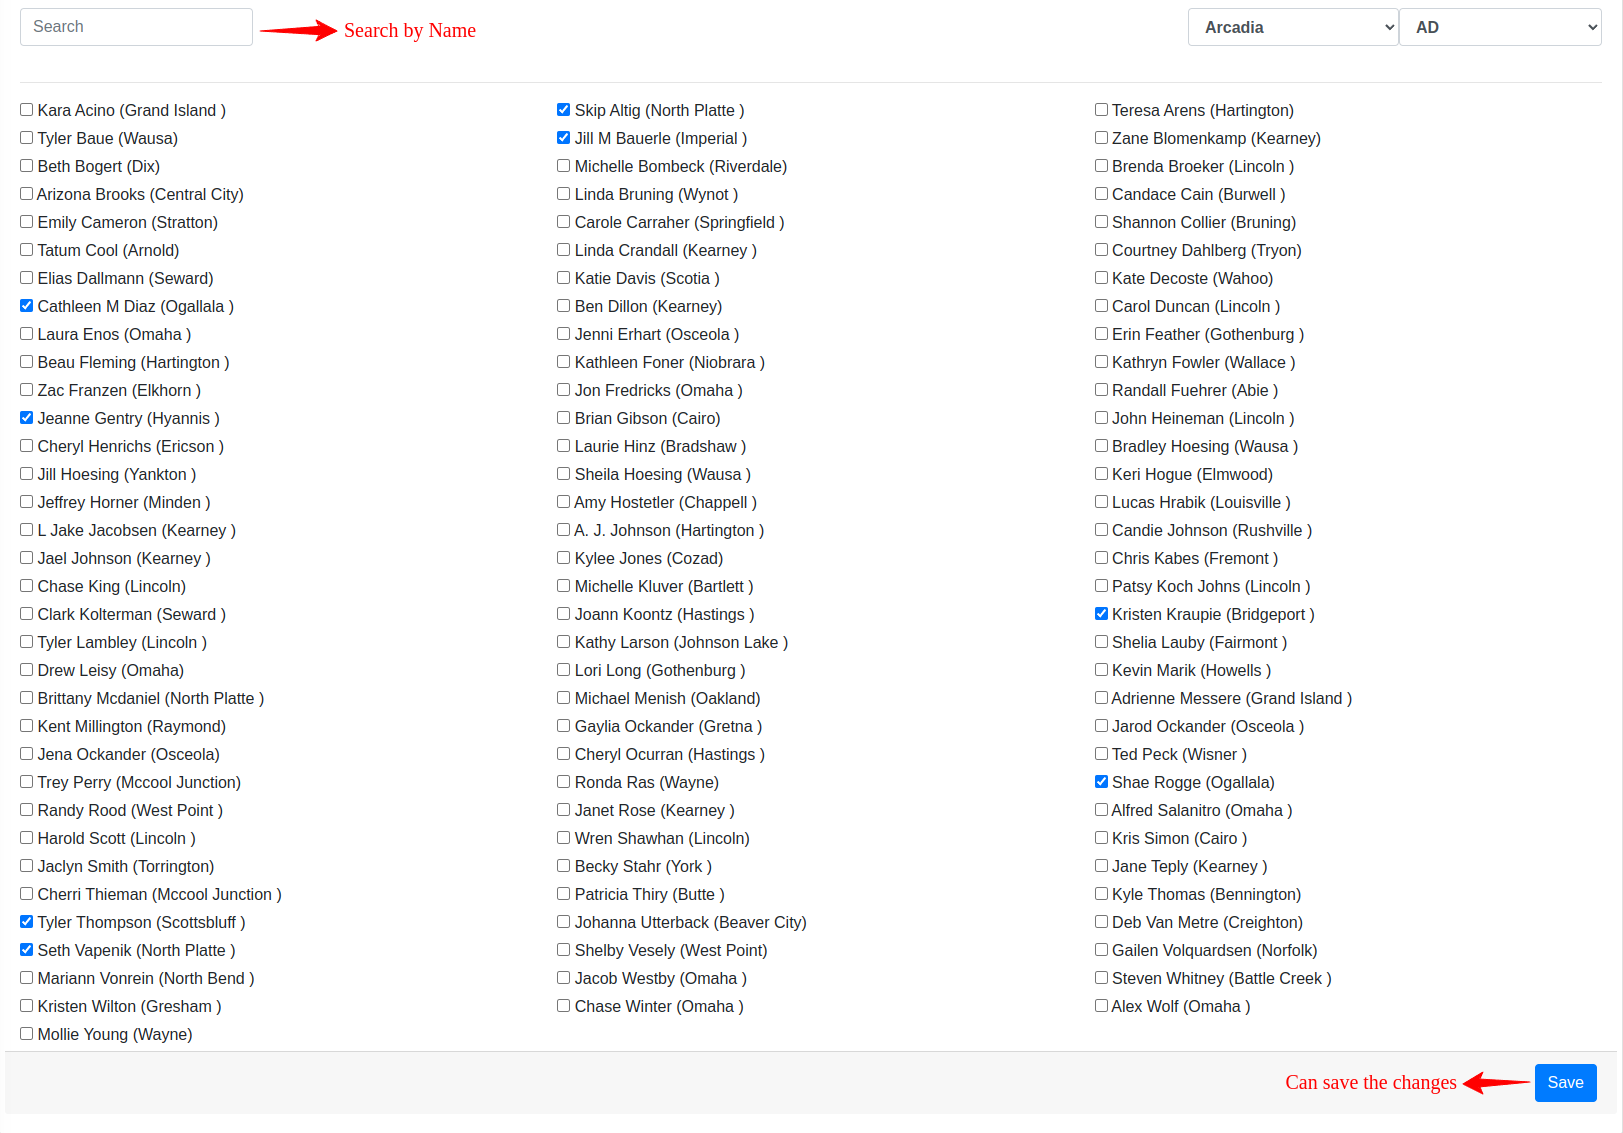 Search
Search by Name
Arcadia
AD
Kara Acino (Grand Island )
Skip Altig (North Platte )
Teresa Arens (Hartington)
Tyler Baue (Wausa)
Jill M Bauerle (Imperial )
Zane Blomenkamp (Kearney)
Beth Bogert (Dix)
Michelle Bombeck (Riverdale)
Brenda Broeker (Lincoln )
Arizona Brooks (Central City)
Linda Bruning (Wynot )
Candace Cain (Burwell )
Emily Cameron (Stratton)
Carole Carraher (Springfield )
Shannon Collier (Bruning)
Tatum Cool (Arnold)
Linda Crandall (Kearney )
Courtney Dahlberg (Tryon)
Elias Dallmann (Seward)
Katie Davis (Scotia )
Kate Decoste (Wahoo)
Cathleen M Diaz (Ogallala )
Ben Dillon (Kearney)
Carol Duncan (Lincoln )
Laura Enos (Omaha )
Jenni Erhart (Osceola )
Erin Feather (Gothenburg )
Beau Fleming (Hartington )
Kathleen Foner (Niobrara )
Kathryn Fowler (Wallace )
Zac Franzen (Elkhorn )
Jon Fredricks (Omaha )
Randall Fuehrer (Abie )
Jeanne Gentry (Hyannis )
Brian Gibson (Cairo)
John Heineman (Lincoln )
Cheryl Henrichs (Ericson )
Laurie Hinz (Bradshaw )
Bradley Hoesing (Wausa )
Jill Hoesing (Yankton )
Sheila Hoesing (Wausa )
Keri Hogue (Elmwood)
Jeffrey Horner (Minden )
Amy Hostetler (Chappell )
Lucas Hrabik (Louisville )
L Jake Jacobsen (Kearney )
A. J. Johnson (Hartington )
Candie Johnson (Rushville )
Jael Johnson (Kearney )
Kylee Jones (Cozad)
Chris Kabes (Fremont )
Chase King (Lincoln)
Michelle Kluver (Bartlett )
Patsy Koch Johns (Lincoln )
Clark Kolterman (Seward )
Joann Koontz (Hastings )
Kristen Kraupie (Bridgeport )
Tyler Lambley (Lincoln )
Kathy Larson (Johnson Lake )
Shelia Lauby (Fairmont )
Drew Leisy (Omaha)
Lori Long (Gothenburg )
Kevin Marik (Howells )
Brittany Mcdaniel (North Platte )
Michael Menish (Oakland)
Adrienne Messere (Grand Island )
Kent Millington (Raymond)
Gaylia Ockander (Gretna )
Jarod Ockander (Osceola )
Jena Ockander (Osceola)
Cheryl Ocurran (Hastings )
Ted Peck (Wisner )
Trey Perry (Mccool Junction)
Ronda Ras (Wayne)
Shae Rogge (Ogallala)
Randy Rood (West Point )
Janet Rose (Kearney )
Alfred Salanitro (Omaha )
Harold Scott (Lincoln )
Wren Shawhan (Lincoln)
Kris Simon (Cairo )
Jaclyn Smith (Torrington)
Becky Stahr (York )
Jane Teply (Kearney )
Cherri Thieman (Mccool Junction )
Patricia Thiry (Butte )
Kyle Thomas (Bennington)
Tyler Thompson (Scottsbluff )
Johanna Utterback (Beaver City)
Deb Van Metre (Creighton)
Seth Vapenik (North Platte )
Shelby Vesely (West Point)
Gailen Volquardsen (Norfolk)
Mariann Vonrein (North Bend )
Jacob Westby (Omaha )
Steven Whitney (Battle Creek )
Kristen Wilton (Gresham )
Chase Winter (Omaha )
Alex Wolf (Omaha )
Mollie Young (Wayne)
Can save the changes
Save